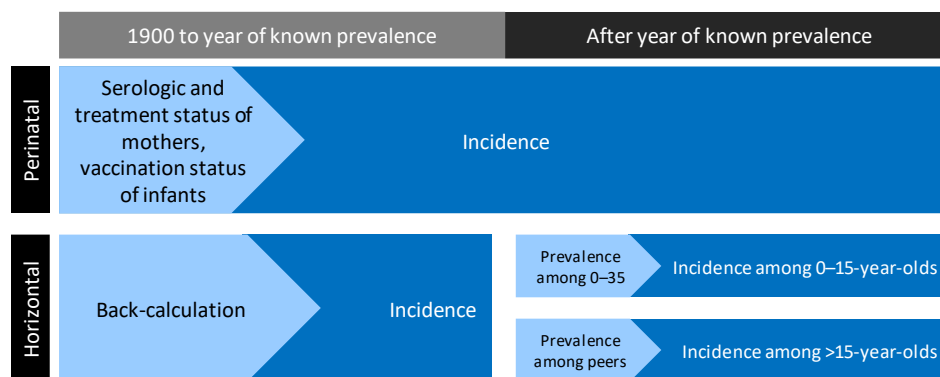 1900 to year of known prevalence
After year of known prevalence
Perinatal
Serologic and
treatment status of
mothers,
vaccination status
of infants
Incidence
Horizontal
Back-calculation
Incidence
Prevalence
among 0–35
Incidence among 0–15-year-olds
Prevalence
among peers
Incidence among >15-year-olds